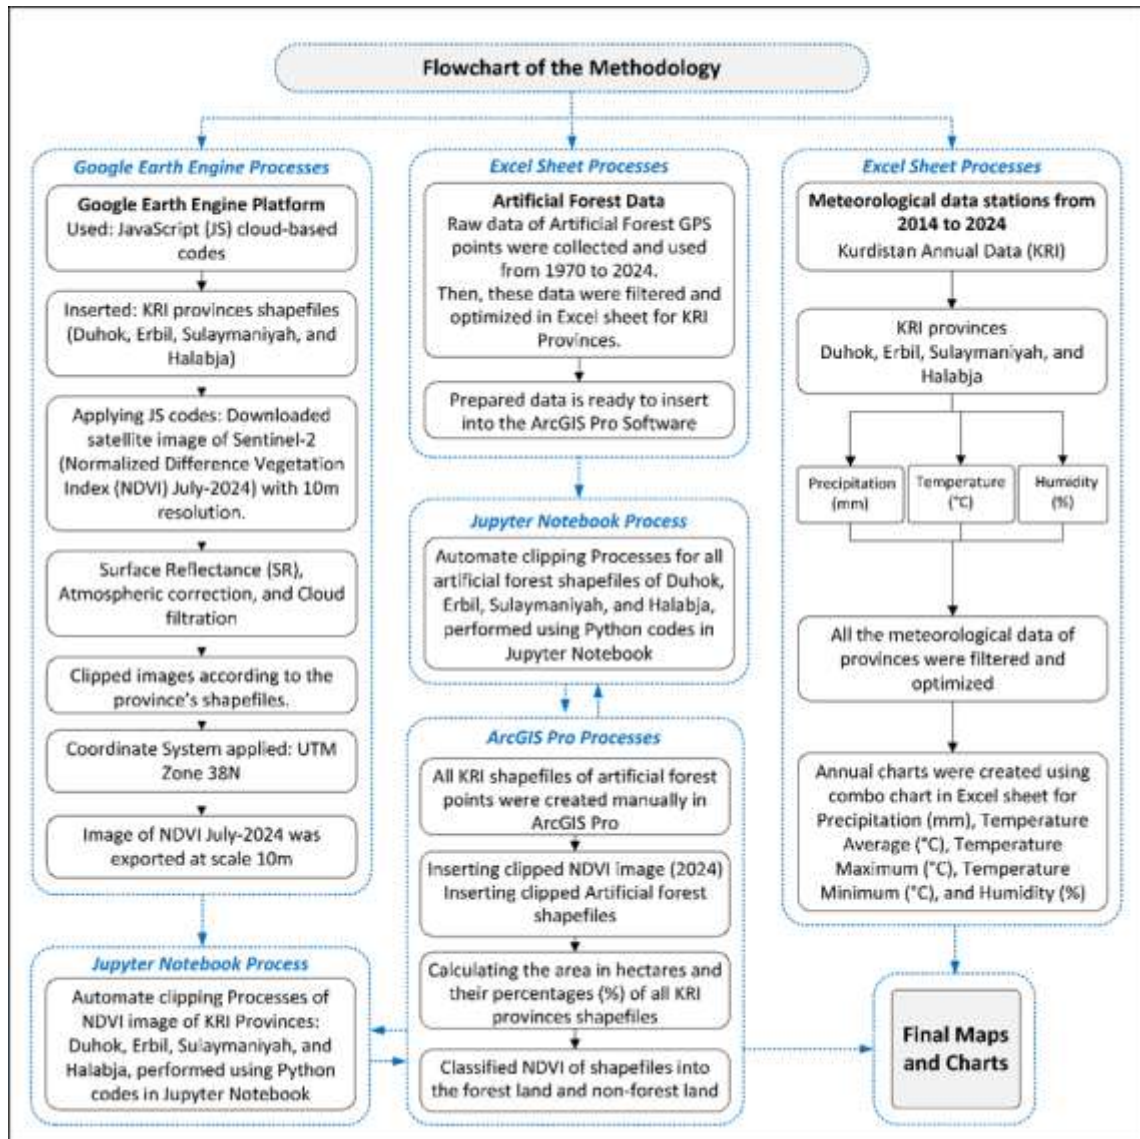 Flowchart of the Methodology
Google Earth Engine Processes
Google Earth Engine Platform
Used: JavaScript (JS) cloud-based
codes
Inserted: KRI provinces shapefiles
(Duhok, Erbil, Sulaymaniyah, and
Halabja)
Applying JS codes: Downloaded
satellite image of Sentinel-2
(Normalized Difference Vegetation
Index (NDVI) July-2024) with 10m
resolution.
Surface Reflectance (SR),
Atmospheric correction, and Cloud
filtration
Clipped images according to the
province's shapefiles.
Coordinate System applied: UTM
Zone 38N
Image of NDVI July-2024 was
exported at scale 10m
Jupyter Notebook Process
Automate clipping Processes of
NDVI image of KRI Provinces:
Duhok, Erbil, Sulaymaniyah, and
Halabja, performed using Python
codes in Jupyter Notebook
Excel Sheet Processes
Artificial Forest Data
Raw data of Artificial Forest GPS
points were collected and used
from 1970 to 2024.
Then, these data were filtered and
optimized in Excel sheet for KRI
Provinces.
Prepared data is ready to insert
into the ArcGIS Pro Software
Jupyter Notebook Process
Automate clipping Processes for all
artificial forest shapefiles of Duhok,
Erbil, Sulaymaniyah, and Halabja,
performed using Python codes in
Jupyter Notebook
ArcGIS Pro Processes
All KRI shapefiles of artificial forest
points were created manually in
ArcGIS Pro
Inserting clipped NDVI image (2024)
Inserting clipped Artificial forest
shapefiles
Calculating the area in hectares and
their percentages (%) of all KRI
provinces shapefiles
Classified NDVI of shapefiles into
the forest land and non-forest land
Excel Sheet Processes
Meteorological data stations from
2014 to 2024
Kurdistan Annual Data (KRI)
KRI provinces
Duhok, Erbil, Sulaymaniyah, and
Halabja
Precipitation
(mm)
Temperature
(°C)
Humidity
(%)
All the meteorological data of
provinces were filtered and
optimized
Annual charts were created using
combo chart in Excel sheet for
Precipitation (mm), Temperature
Average (°C), Temperature
Maximum (°C), Temperature
Minimum (°C), and Humidity (%)
Final Maps
and Charts